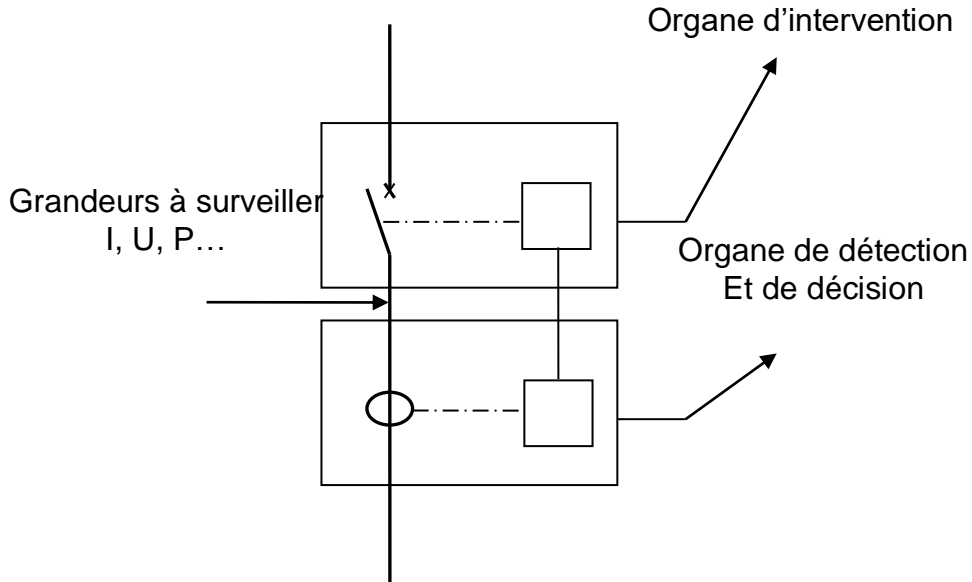 Organe d’intervention
Grandeurs à surveiller
I, U, P…
Organe de détection
Et de décision